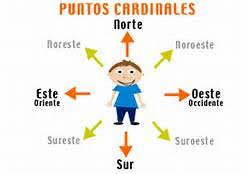 PUNTOS CARDINALES
Norte
Noreste
Noroeste
Este
Oriente
Oeste
Occidente
Sureste
Suroeste
Sur